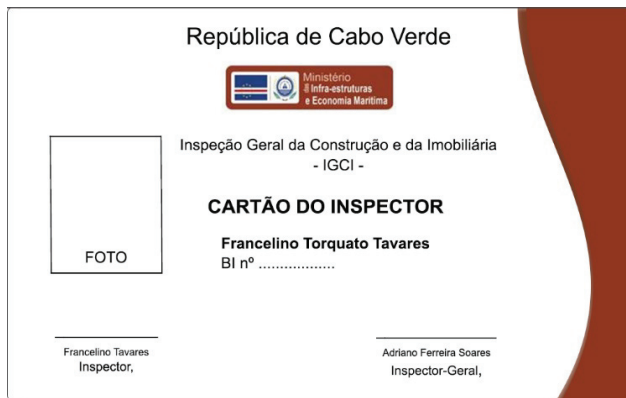 República de Cabo Verde
Ministério
das Infra-estruturas
e Economia Marítima
Inspeção Geral da Construção e da Imobiliária
- IGCI -
CARTÃO DO INSPECTOR
FOTO
Francelino Torquato Tavares
BI nº ..................
Francelino Tavares
Inspector,
Adriano Ferreira Soares
Inspector-Geral,